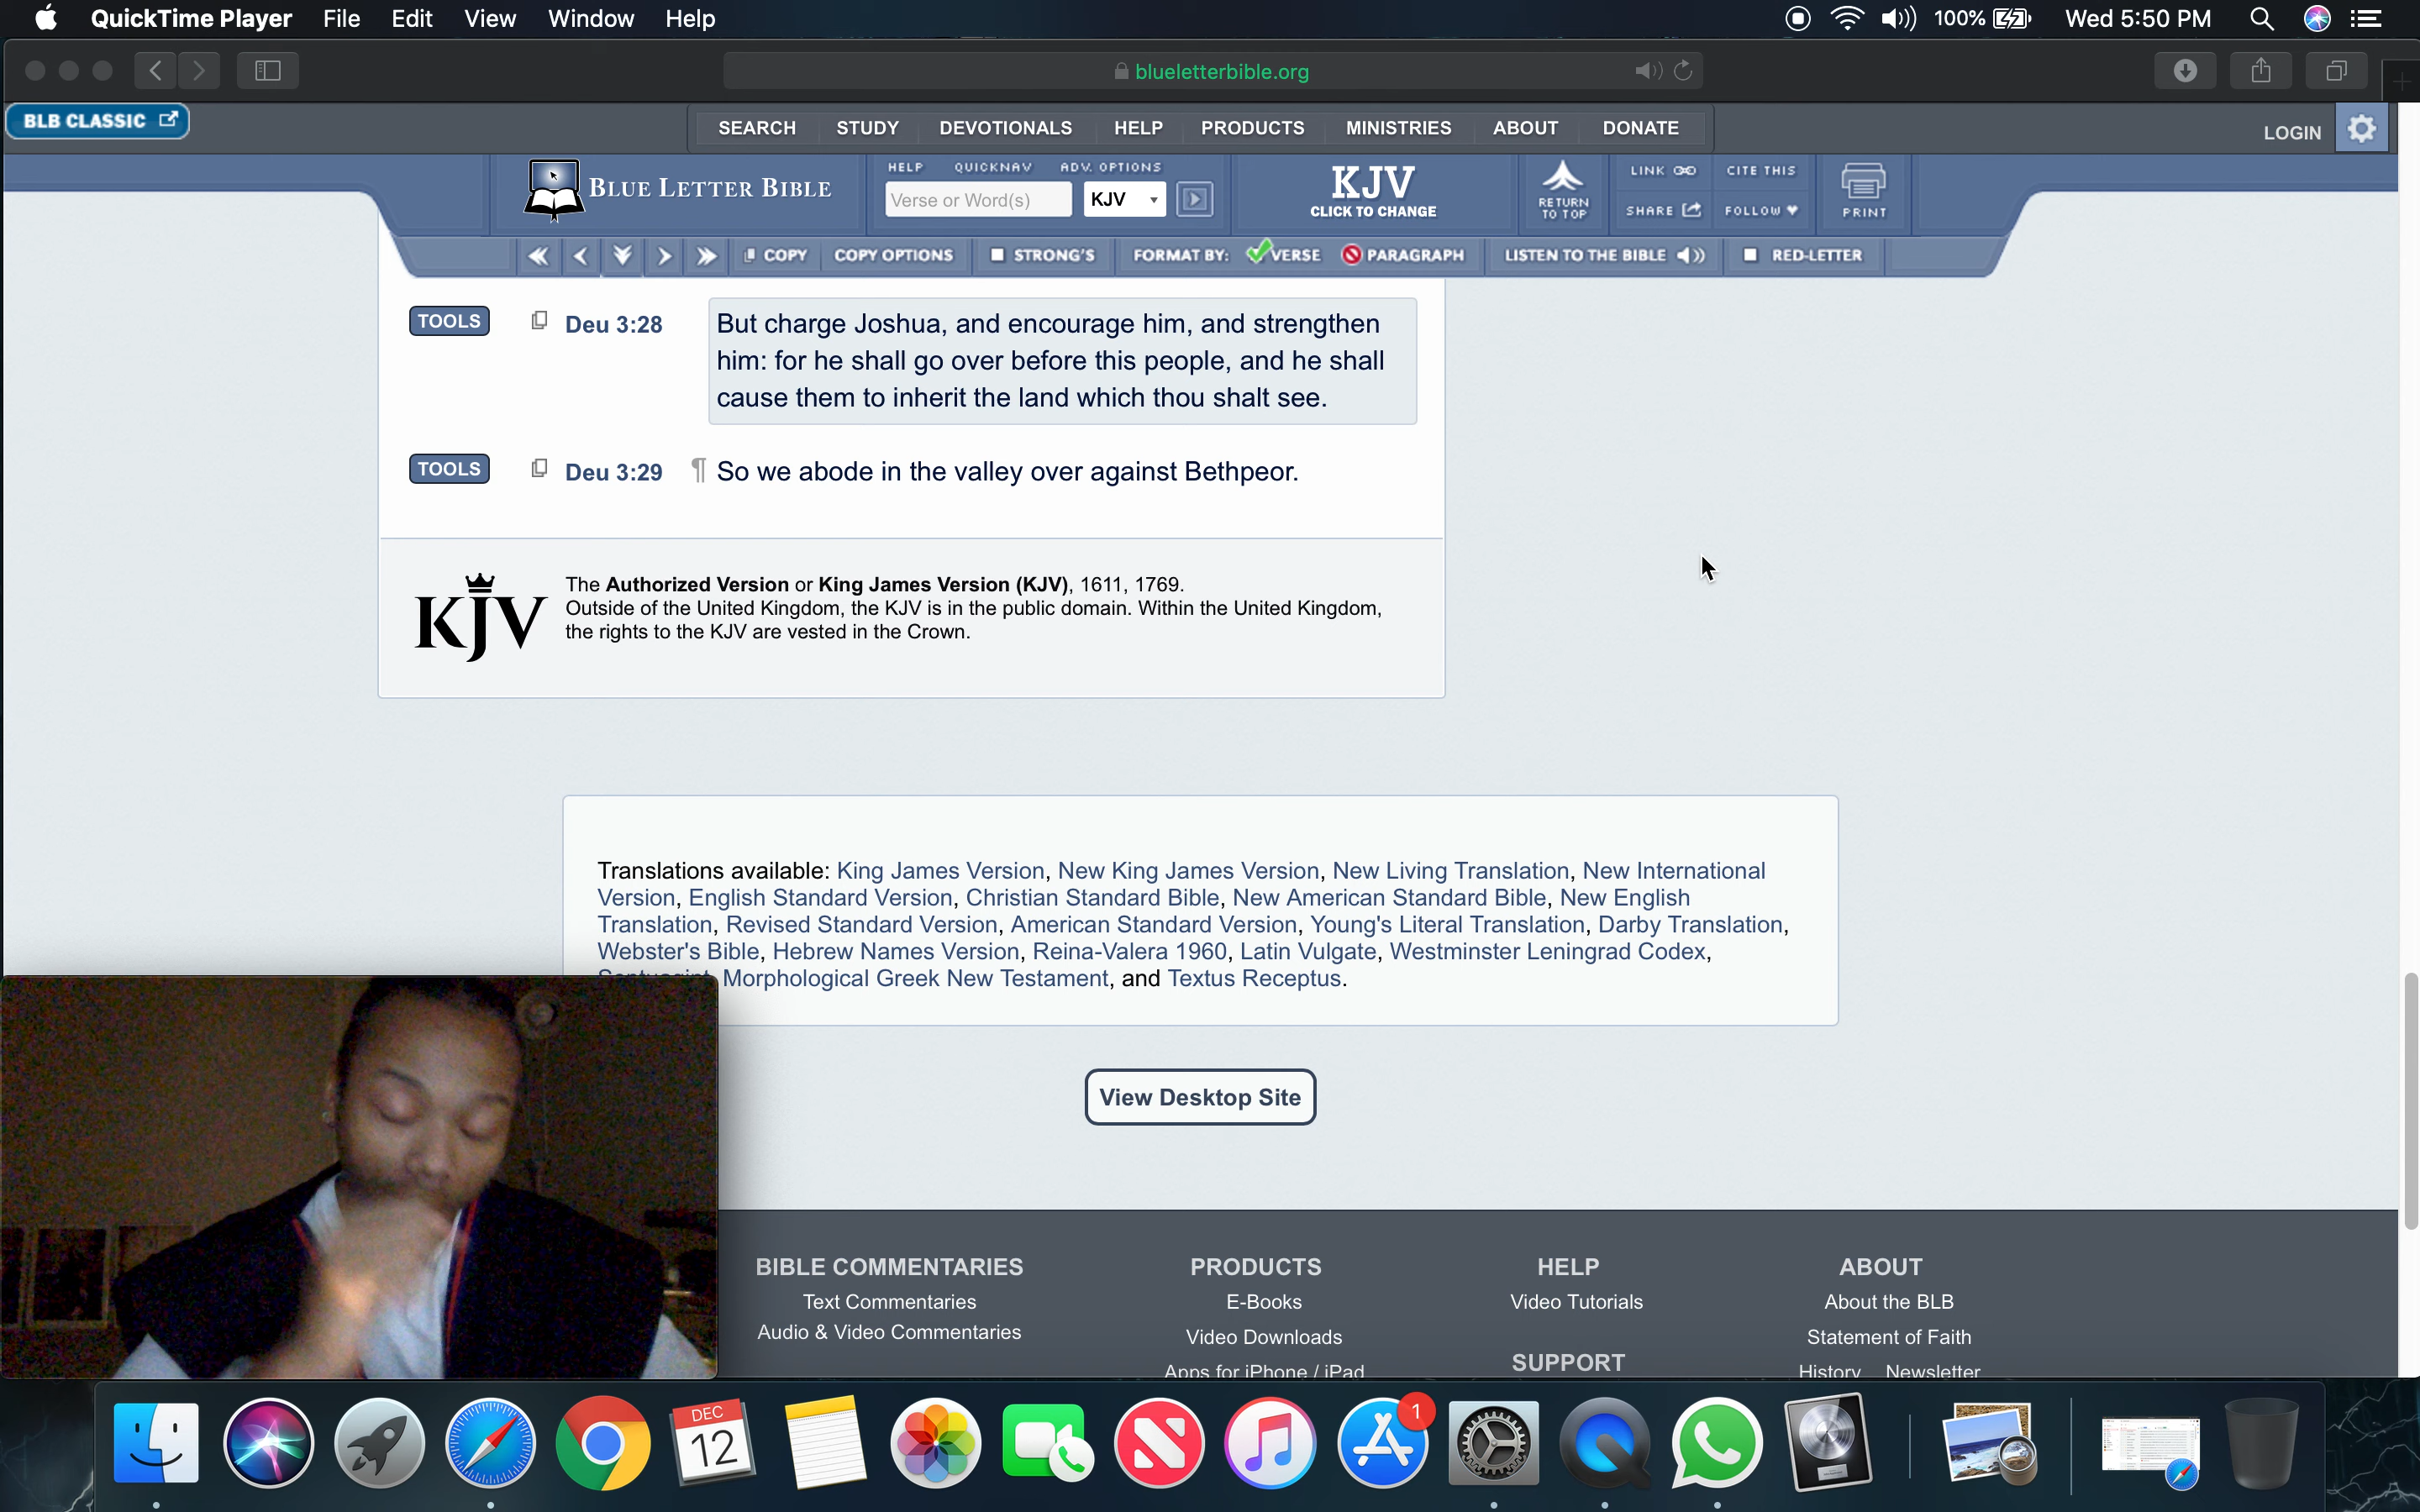 QuickTime Player File Edit View Window Help 100% Wed 5:50 PM
blueletterbible.org
BLB CLASSIC
SEARCH STUDY DEVOTIONALS HELP PRODUCTS MINISTRIES ABOUT DONATE
LOGIN
BLUE LETTER BIBLE
HELP QUICKNAV ADV. OPTIONS
Verse or Word(s) KJV
KJV
CLICK TO CHANGE
RETURN
TO TOP
LINK CITE THIS
SHARE FOLLOW
PRINT
COPY COPY OPTIONS STRONG'S FORMAT BY: VERSE PARAGRAPH LISTEN TO THE BIBLE RED-LETTER
TOOLS Deu 3:28 But charge Joshua, and encourage him, and strengthen
him: for he shall go over before this people, and he shall
cause them to inherit the land which thou shalt see.
TOOLS Deu 3:29 ¶ So we abode in the valley over against Bethpeor.
KJV
The Authorized Version or King James Version (KJV), 1611, 1769.
Outside of the United Kingdom, the KJV is in the public domain. Within the United Kingdom,
the rights to the KJV are vested in the Crown.
Translations available: King James Version, New King James Version, New Living Translation, New International
Version, English Standard Version, Christian Standard Bible, New American Standard Bible, New English
Translation, Revised Standard Version, American Standard Version, Young's Literal Translation, Darby Translation,
Webster's Bible, Hebrew Names Version, Reina-Valera 1960, Latin Vulgate, Westminster Leningrad Codex,
Morphological Greek New Testament, and Textus Receptus.
View Desktop Site
BIBLE COMMENTARIES
Text Commentaries
Audio & Video Commentaries
PRODUCTS
E-Books
Video Downloads
Apps for iPhone / iPad
HELP
Video Tutorials
SUPPORT
ABOUT
About the BLB
Statement of Faith
History Newsletter
DEC
12
1